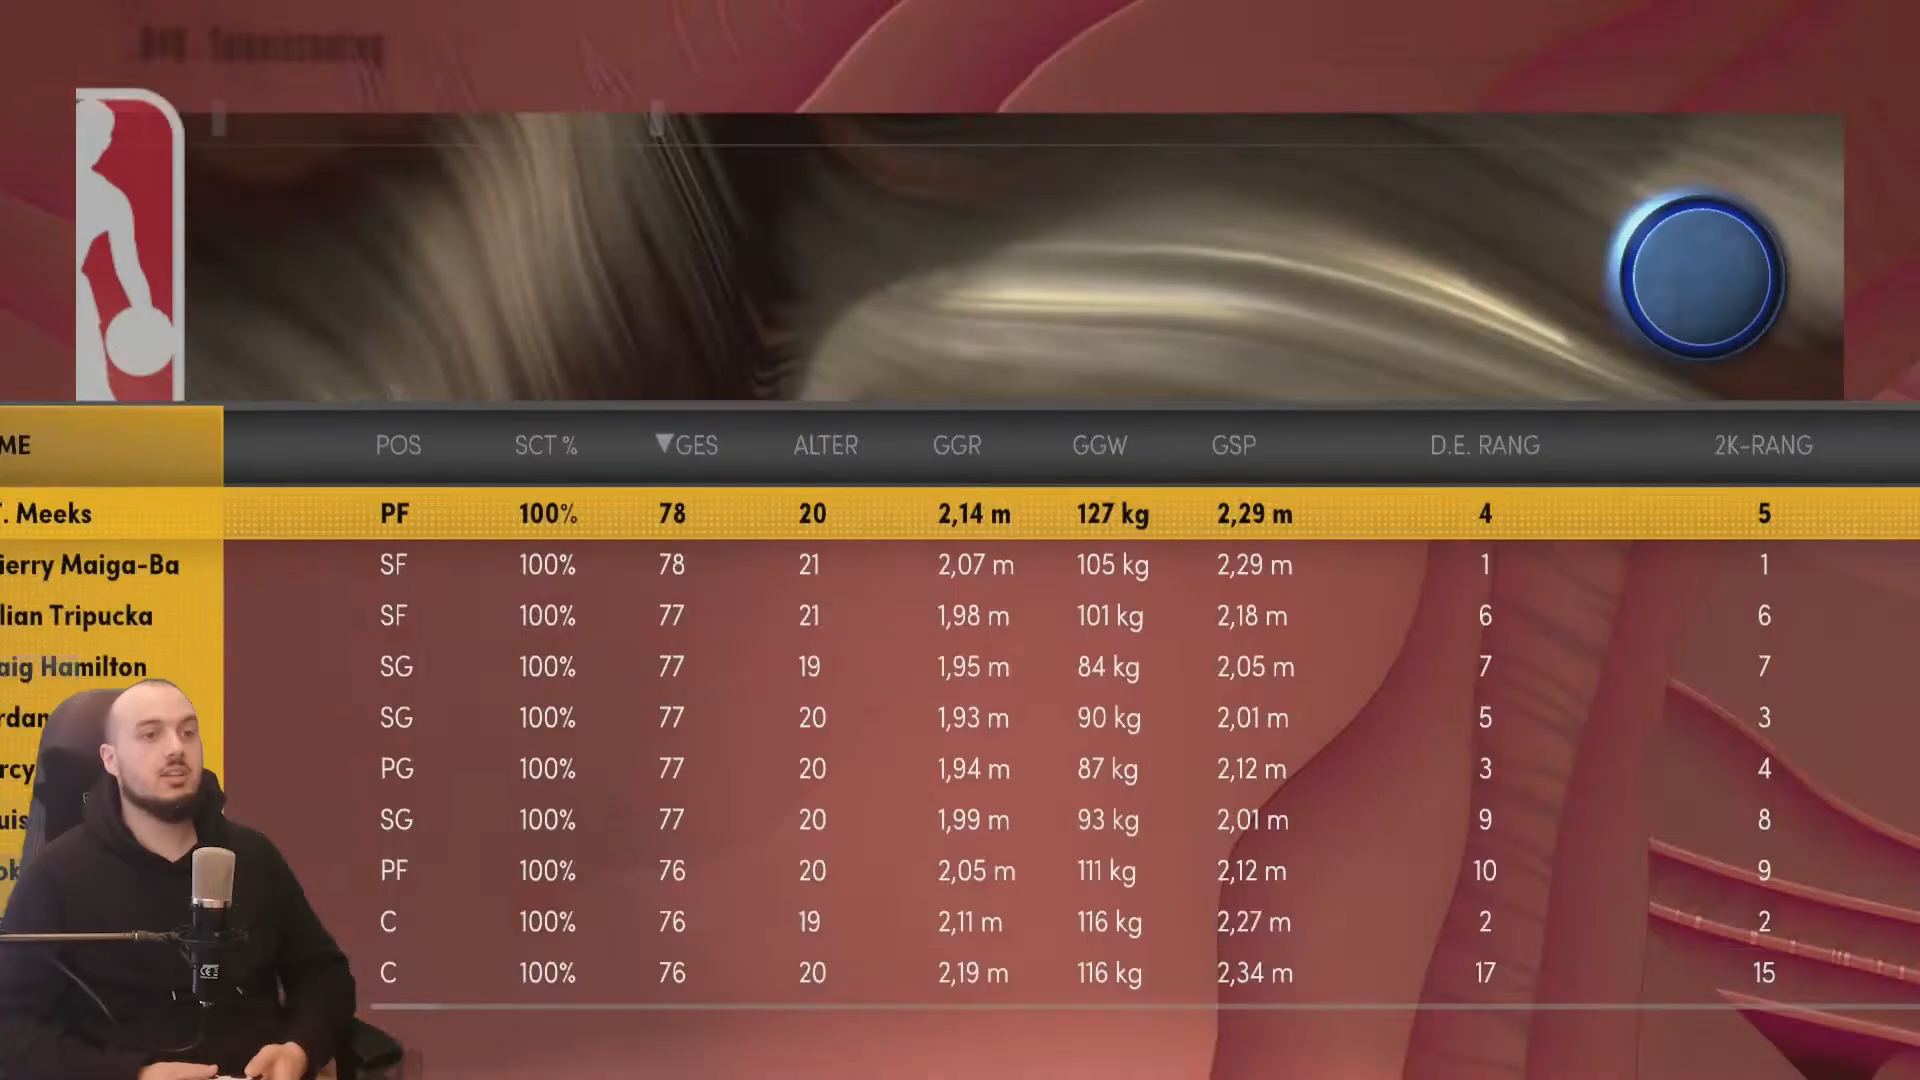 ME POS SCT % ▼GES ALTER GGR GGW GSP D.E. RANG 2K-RANG
. Meeks PF 100% 78 20 2,14 m 127 kg 2,29 m 4 5
ierry Maiga-Ba SF 100% 78 21 2,07 m 105 kg 2,29 m 1 1
lian Tripucka SF 100% 77 21 1,98 m 101 kg 2,18 m 6 6
aig Hamilton SG 100% 77 19 1,95 m 84 kg 2,05 m 7 7
rdan SG 100% 77 20 1,93 m 90 kg 2,01 m 5 3
rcy PG 100% 77 20 1,94 m 87 kg 2,12 m 3 4
uis SG 100% 77 20 1,99 m 93 kg 2,01 m 9 8
ok PF 100% 76 20 2,05 m 111 kg 2,12 m 10 9
C 100% 76 19 2,11 m 116 kg 2,27 m 2 2
C 100% 76 20 2,19 m 116 kg 2,34 m 17 15